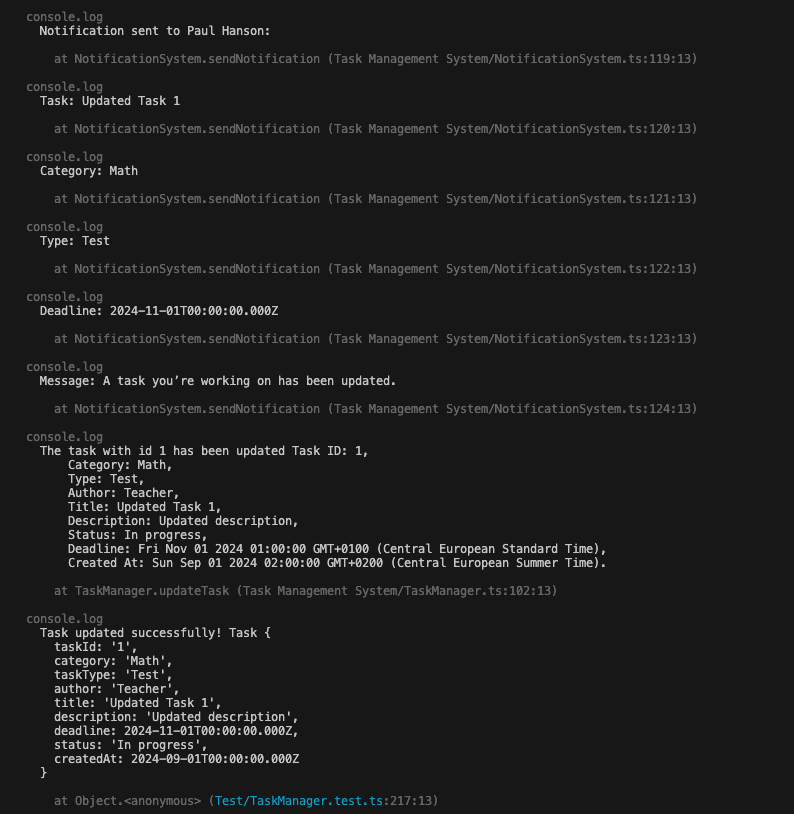 console.log
Notification sent to Paul Hanson:
at NotificationSystem.sendNotification (Task Management System/NotificationSystem.ts:119:13)
console.log
Task: Updated Task 1
at NotificationSystem.sendNotification (Task Management System/NotificationSystem.ts:120:13)
console.log
Category: Math
at NotificationSystem.sendNotification (Task Management System/NotificationSystem.ts:121:13)
console.log
Type: Test
at NotificationSystem.sendNotification (Task Management System/NotificationSystem.ts:122:13)
console.log
Deadline: 2024-11-01T00:00:00.000Z
at NotificationSystem.sendNotification (Task Management System/NotificationSystem.ts:123:13)
console.log
Message: A task you’re working on has been updated.
at NotificationSystem.sendNotification (Task Management System/NotificationSystem.ts:124:13)
console.log
The task with id 1 has been updated Task ID: 1,
Category: Math,
Type: Test,
Author: Teacher,
Title: Updated Task 1,
Description: Updated description,
Status: In progress,
Deadline: Fri Nov 01 2024 01:00:00 GMT+0100 (Central European Standard Time),
Created At: Sun Sep 01 2024 02:00:00 GMT+0200 (Central European Summer Time).
at TaskManager.updateTask (Task Management System/TaskManager.ts:102:13)
console.log
Task updated successfully! Task {
taskId: '1',
category: 'Math',
taskType: 'Test',
author: 'Teacher',
title: 'Updated Task 1',
description: 'Updated description',
deadline: 2024-11-01T00:00:00.000Z,
status: 'In progress',
createdAt: 2024-09-01T00:00:00.000Z
}
at Object.<anonymous> (Test/TaskManager.test.ts:217:13)